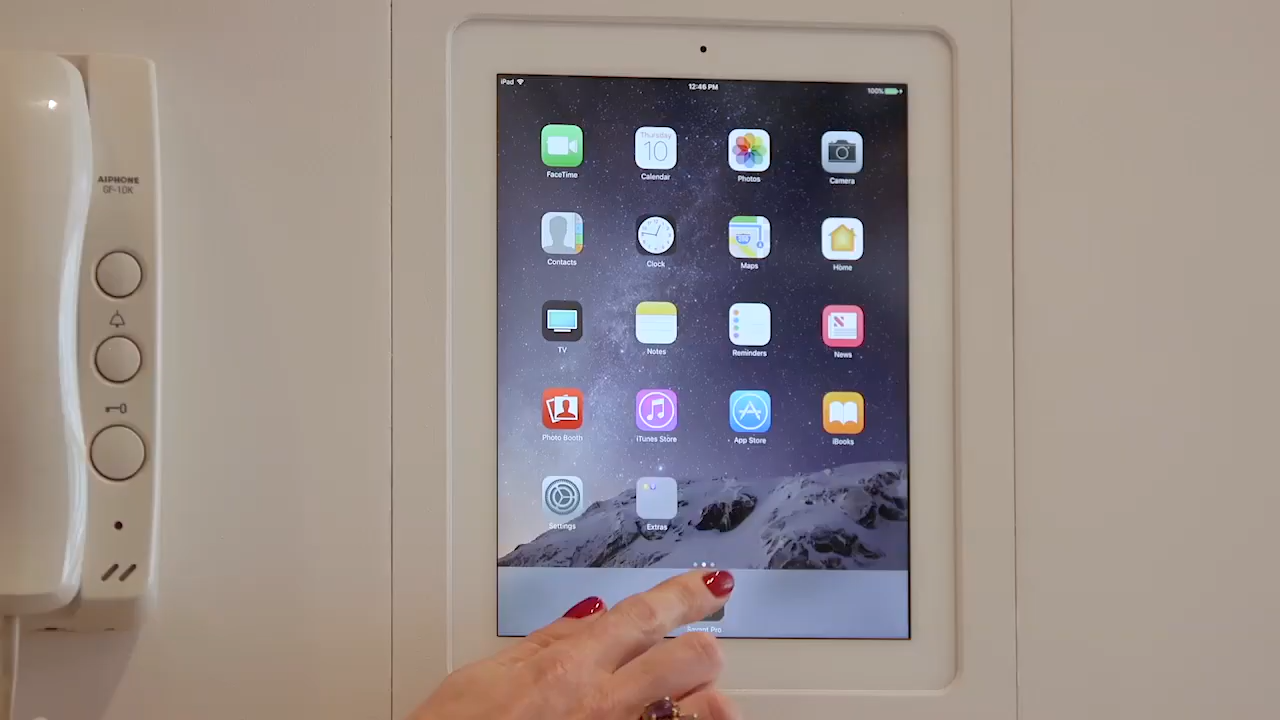 AIPHONE
GF-10K
iPad
12:46 PM
100%
FaceTime
Thursday
10
Calendar
Photos
Camera
Contacts
Clock
Maps
Home
TV
Notes
Reminders
News
Photo Booth
iTunes Store
App Store
iBooks
Settings
Extras
Pro